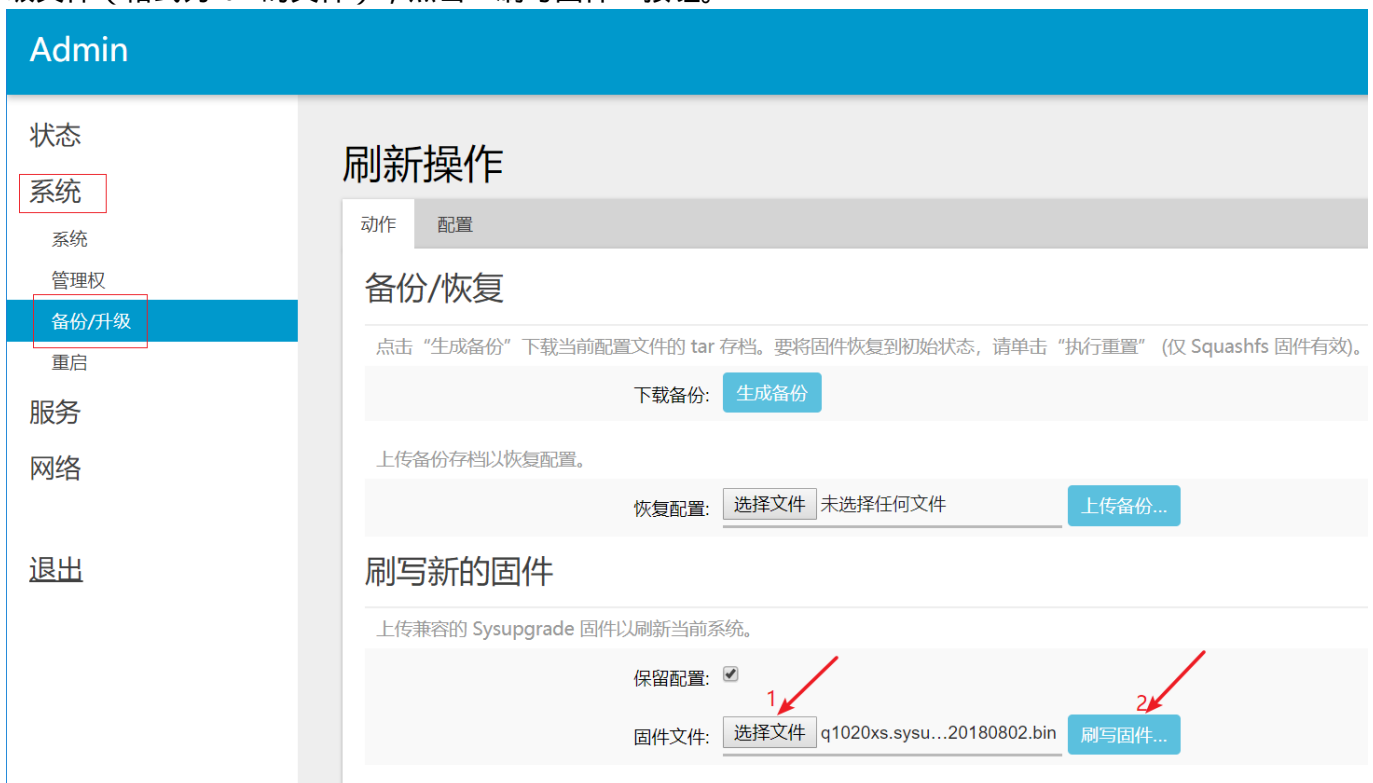 Admin
状态
系统
系统
管理权
备份/升级
重启
服务
网络
退出
刷新操作
动作 配置
备份/恢复
点击“生成备份”下载当前配置文件的 tar 存档。要将固件恢复到初始状态，请单击“执行重置” (仅 Squashfs 固件有效)。
下载备份: 生成备份
上传备份存档以恢复配置。
恢复配置: 选择文件 未选择任何文件 上传备份...
刷写新的固件
上传兼容的 Sysupgrade 固件以刷新当前系统。
保留配置:
1 2
固件文件: 选择文件 q1020xs.sysu...20180802.bin 刷写固件...